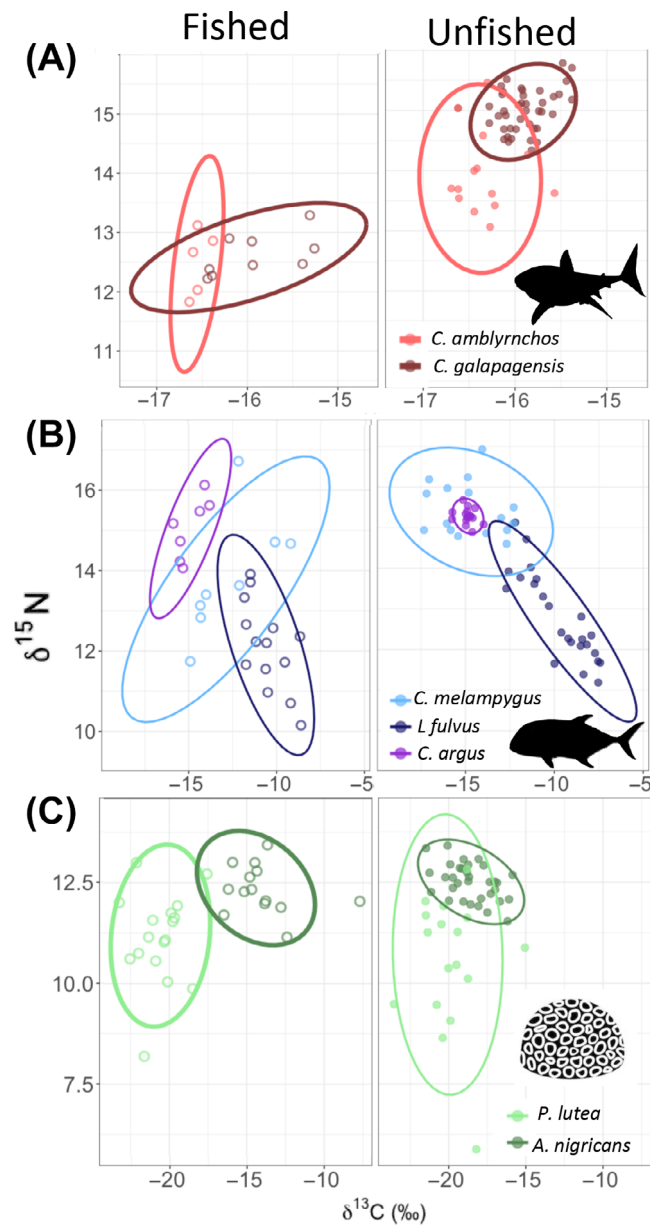 Fished Unfished
(A)
15
14
13
12
11
−17 −16 −15 −17 −16 −15
C. amblyrnchos
C. galapagensis
(B)
16
14
12
10
−15 −10 −5 −15 −10 −5
C. melampygus
L fulvus
C. argus
δ15N
(C)
12.5
10.0
7.5
−20 −15 −10 −20 −15 −10
P. lutea
A. nigricans
δ13C (‰)